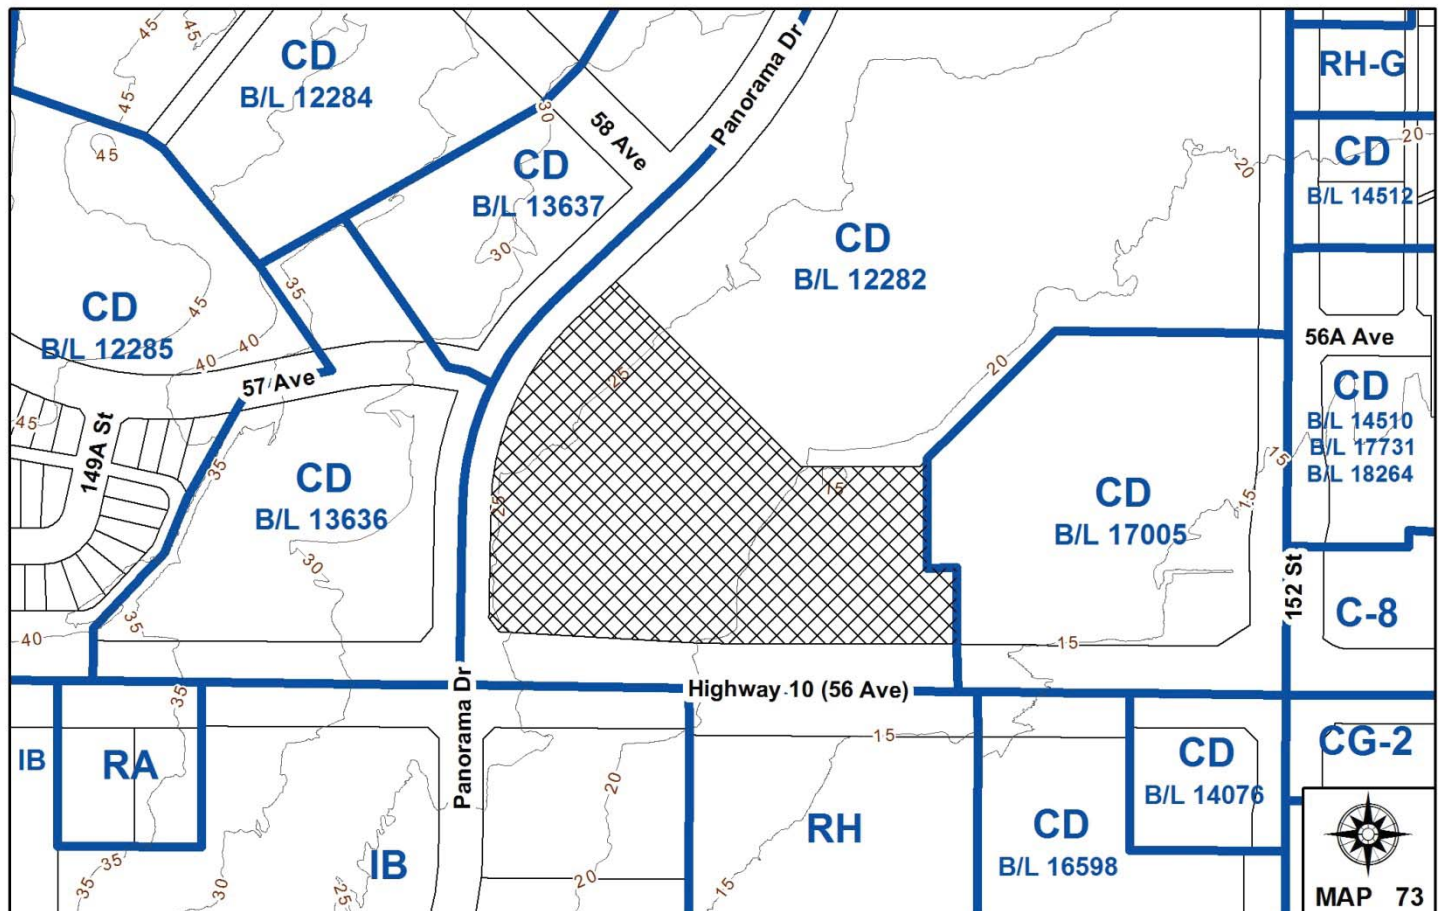 45
45
Panorama Dr
CD
B/L 12284
RH-G
45
30
58 Ave
20
45
CD
B/L 14512
CD
B/L 13637
20
CD
B/L 12282
30
35
45
CD
B/L 12285
40
40
56A Ave
20
57 Ave
25
CD
B/L 14510
B/L 17731
B/L 18264
45
149A St
35
15
CD
B/L 13636
25
15
CD
B/L 17005
15
30
152 St
C-8
35
40
15
Highway 10 (56 Ave)
35
Panorama Dr
15
IB
RA
20
CD
B/L 14076
CG-2
RH
CD
B/L 16598
IB
35
35
30
25
20
15
MAP 73